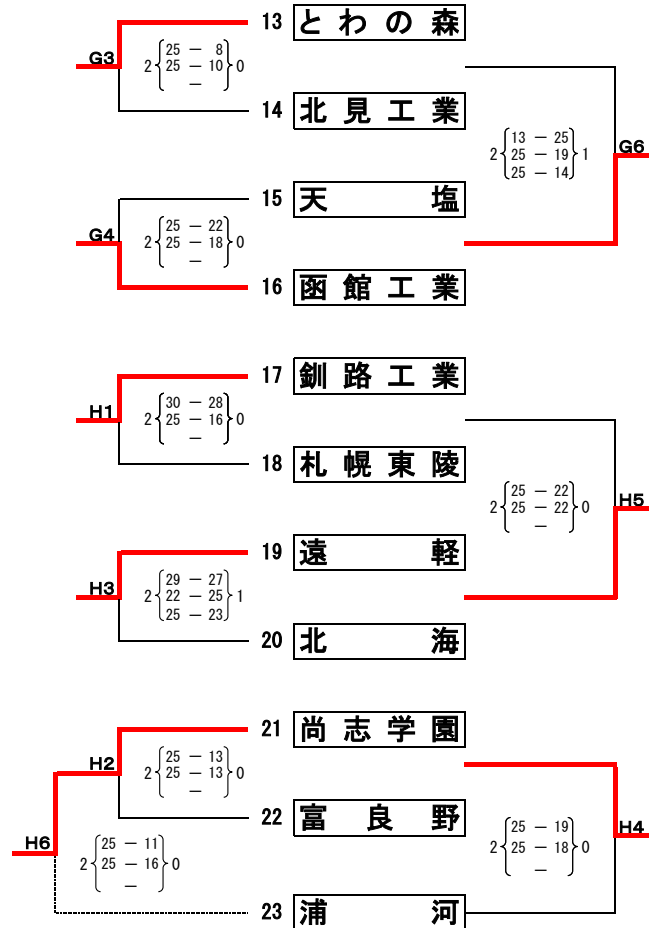 13 とわの森
G3
2 25 － 8 0
25 － 10
－
14 北見工業
2 13 － 25 1
25 － 19
25 － 14
G6
15 天塩
G4
2 25 － 22 0
25 － 18
－
16 函館工業
17 釧路工業
H1
2 30 － 28 0
25 － 16
－
18 札幌東陵
2 25 － 22 0
25 － 22
－
H5
19 遠軽
H3
2 29 － 27 1
22 － 25
25 － 23
20 北海
21 尚志学園
H2
2 25 － 13 0
25 － 13
－
22 富良野
2 25 － 19 0
25 － 18
－
H4
H6
2 25 － 11 0
25 － 16
－
23 浦河